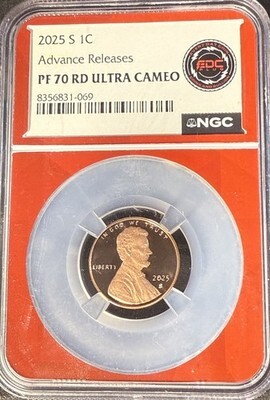 2025 S 1C
Advance Releases
PF 70 RD ULTRA CAMEO
8356831-069
EDC
NGC
IN GOD WE TRUST
LIBERTY
2025
S